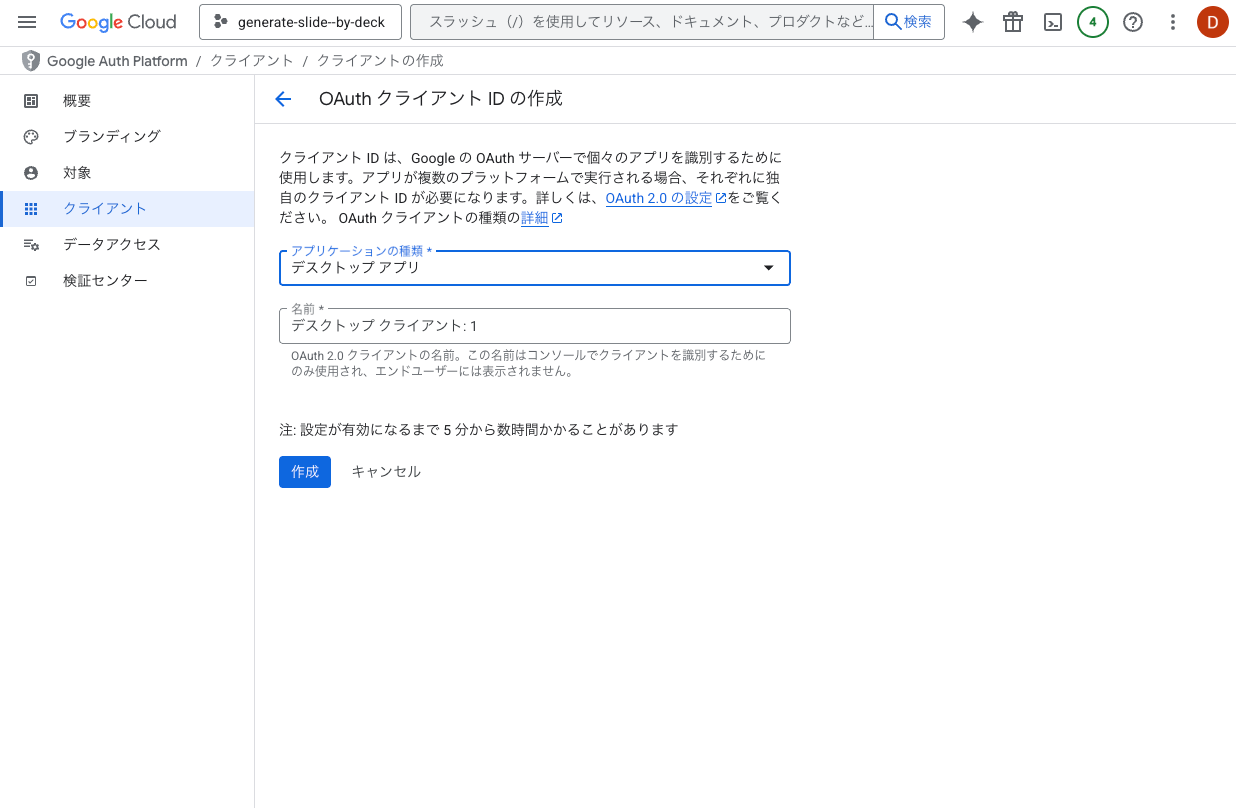 Google Cloud
generate-slide--by-deck
スラッシュ（/）を使用してリソース、ドキュメント、プロダクトなど...
検索
4
D
Google Auth Platform / クライアント / クライアントの作成
概要
ブランディング
対象
クライアント
データアクセス
検証センター
OAuth クライアント ID の作成
クライアント ID は、Google の OAuth サーバーで個々のアプリを識別するために
使用します。アプリが複数のプラットフォームで実行される場合、それぞれに独
自のクライアント ID が必要になります。詳しくは、OAuth 2.0 の設定をご覧く
ださい。 OAuth クライアントの種類の詳細
アプリケーションの種類 *
デスクトップ アプリ
名前 *
デスクトップ クライアント: 1
OAuth 2.0 クライアントの名前。この名前はコンソールでクライアントを識別するために
のみ使用され、エンドユーザーには表示されません。
注: 設定が有効になるまで 5 分から数時間かかることがあります
作成
キャンセル